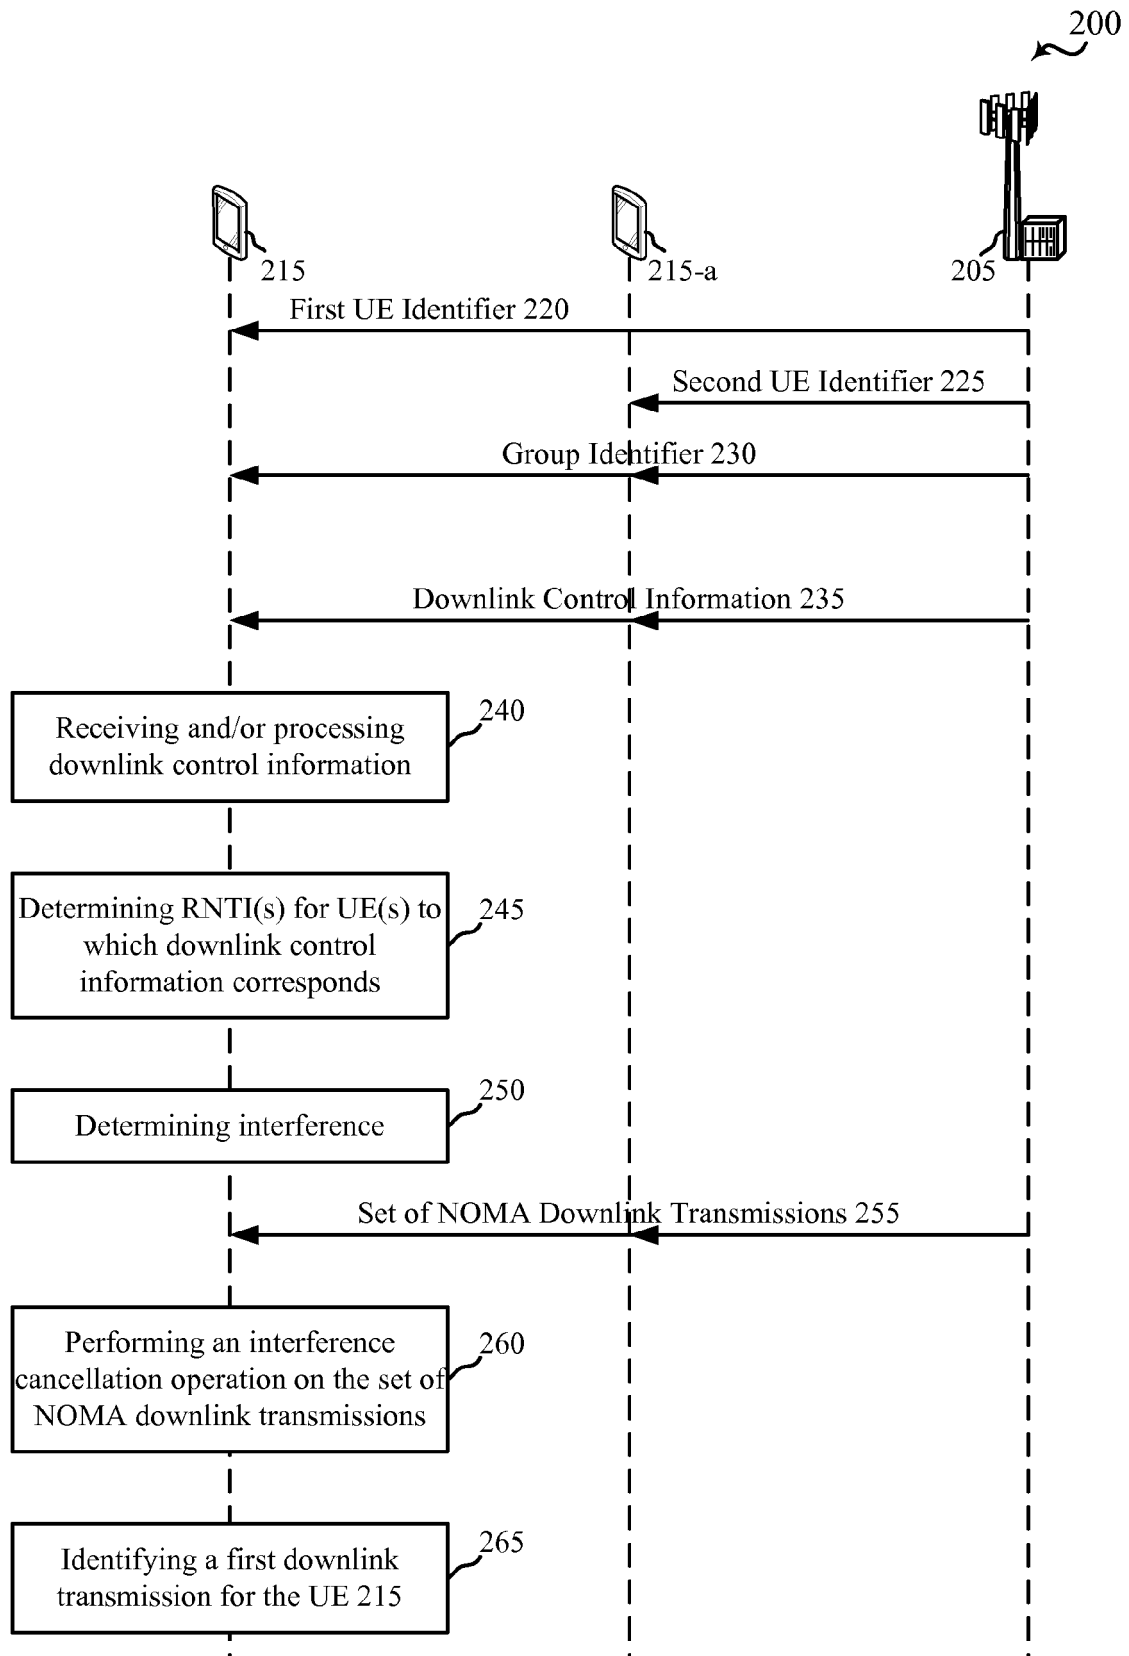 200
215
215-a
205
First UE Identifier 220
Second UE Identifier 225
Group Identifier 230
Downlink Control Information 235
Receiving and/or processing
downlink control information
240
Determining RNTI(s) for UE(s) to
which downlink control
information corresponds
245
Determining interference
250
Set of NOMA Downlink Transmissions 255
Performing an interference
cancellation operation on the set of
NOMA downlink transmissions
260
Identifying a first downlink
transmission for the UE 215
265